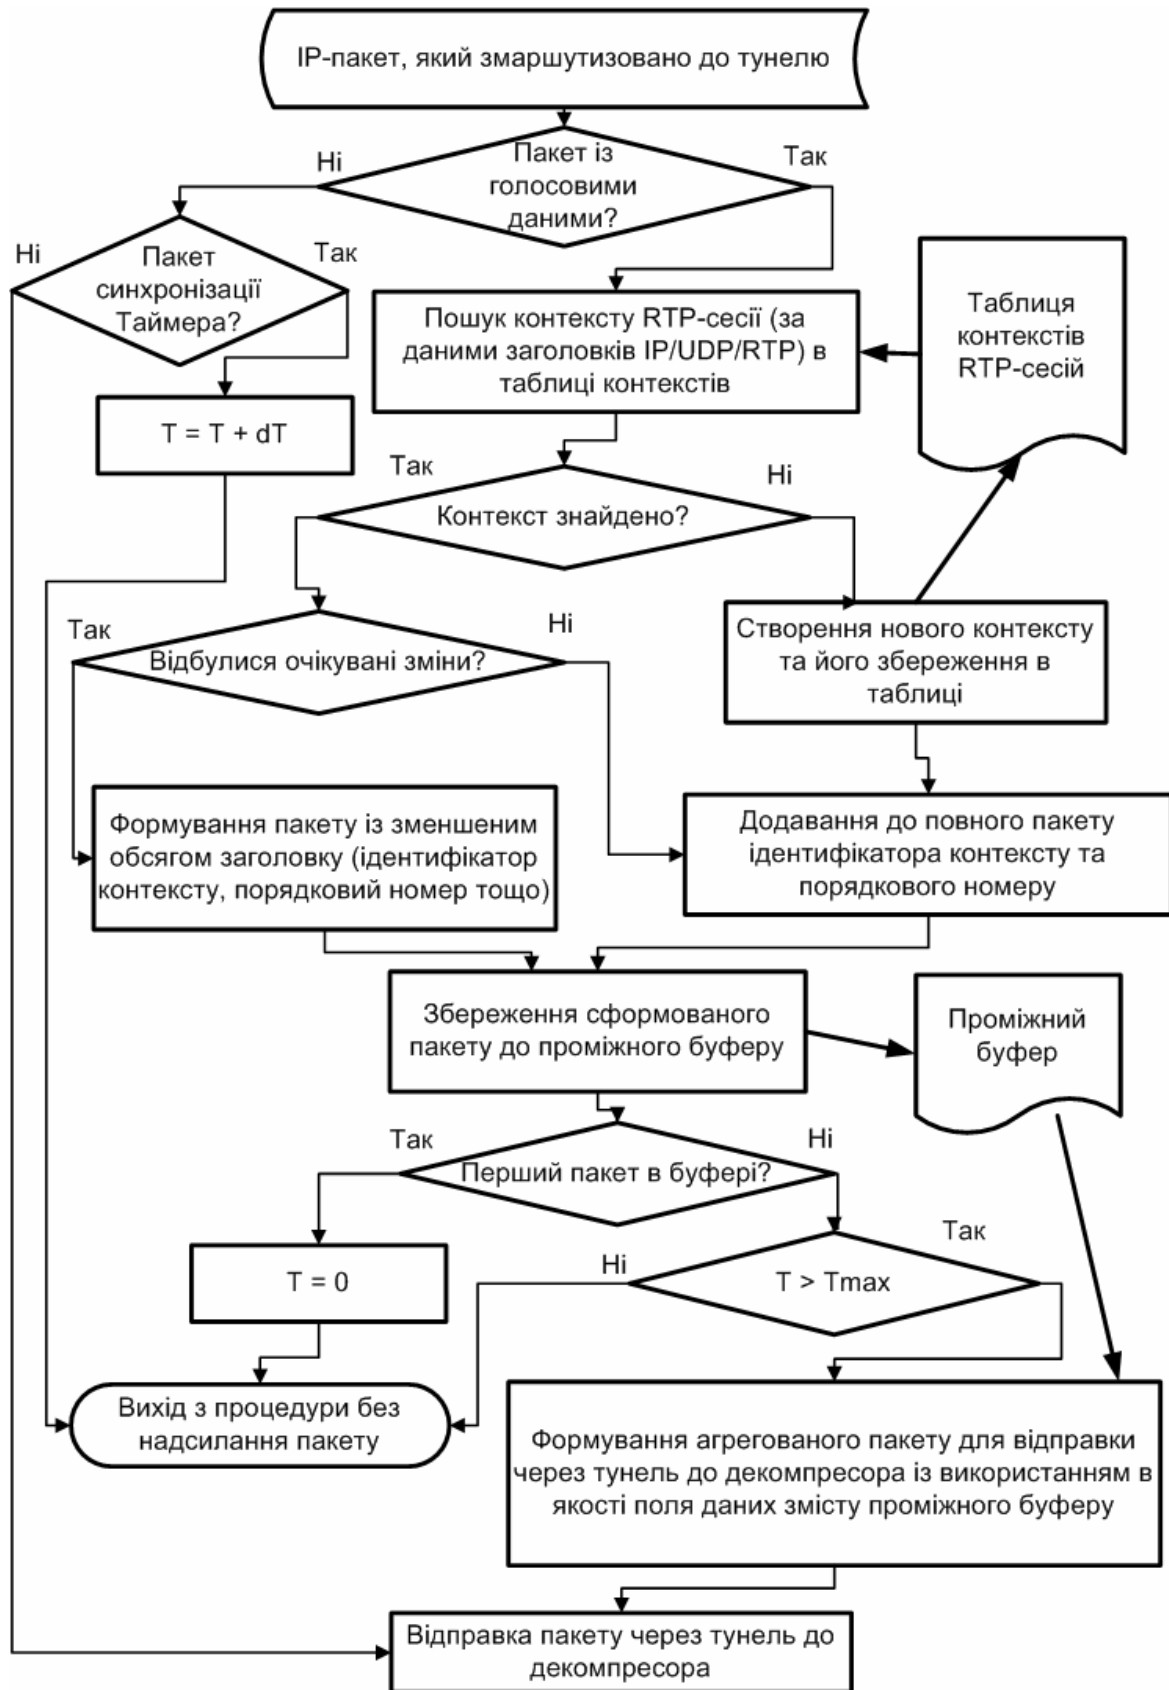 IP-пакет, який змаршутизовано до тунелю
Ні
Пакет із
голосовими
даними?
Так
Ні
Пакет
синхронізації
Таймера?
Так
Пошук контексту RTP-сесії (за
даними заголовків IP/UDP/RTP) в
таблиці контекстів
Таблиця
контекстів
RTP-сесій
T = T + dT
Так
Контекст знайдено?
Ні
Так
Відбулися очікувані зміни?
Ні
Створення нового контексту
та його збереження в
таблиці
Формування пакету із зменшеним
обсягом заголовку (ідентифікатор
контексту, порядковий номер тощо)
Додавання до повного пакету
ідентифікатора контексту та
порядкового номеру
Збереження сформованого
пакету до проміжного буферу
Проміжний
буфер
Так
Перший пакет в буфері?
Ні
T = 0
Ні
T > Tmax
Так
Вихід з процедури без
надсилання пакету
Формування агрегованого пакету для відправки
через тунель до декомпресора із використанням в
якості поля даних змісту проміжного буферу
Відправка пакету через тунель до
декомпресора